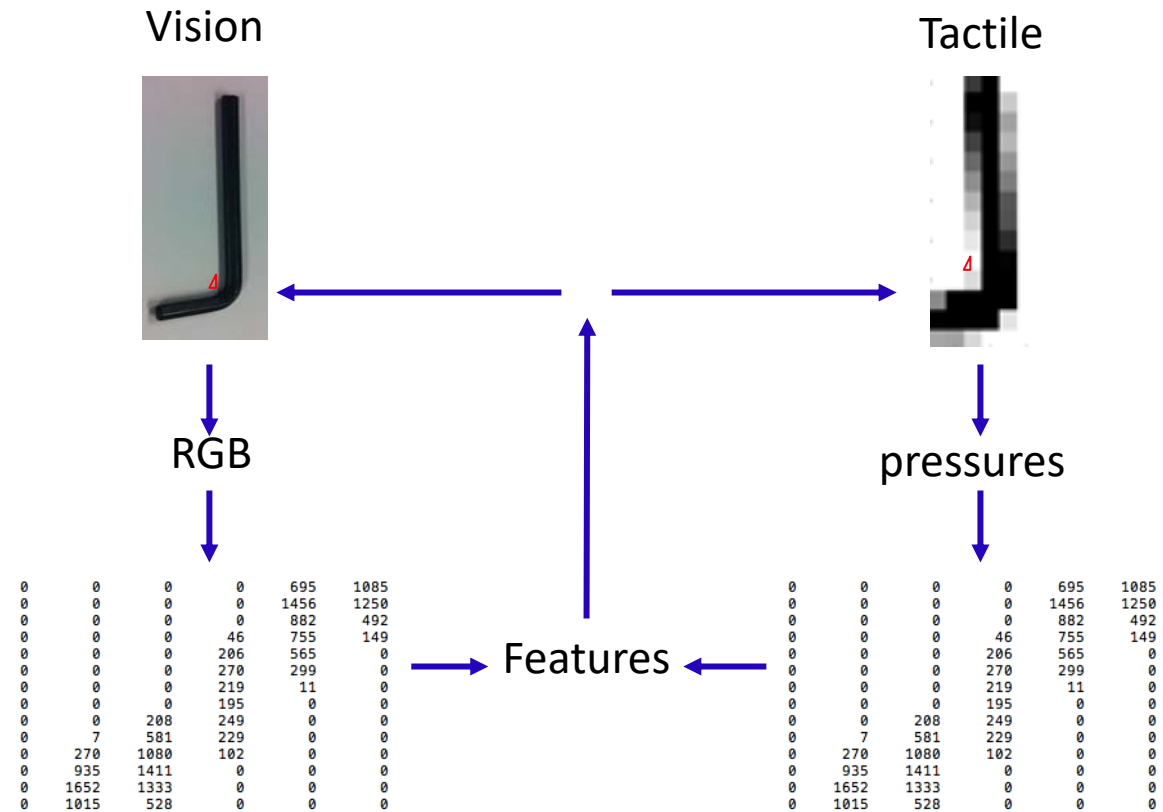 Vision
Tactile
RGB
pressures
Features
0 0 0 0 695 1085
0 0 0 0 1456 1250
0 0 0 0 882 492
0 0 0 46 755 149
0 0 0 206 565 0
0 0 0 270 299 0
0 0 0 219 11 0
0 0 0 195 0 0
0 0 208 249 0 0
0 7 581 229 0 0
0 270 1080 102 0 0
0 935 1411 0 0 0
0 1652 1333 0 0 0
0 1015 528 0 0 0
0 0 0 0 695 1085
0 0 0 0 1456 1250
0 0 0 0 882 492
0 0 0 46 755 149
0 0 0 206 565 0
0 0 0 270 299 0
0 0 0 219 11 0
0 0 0 195 0 0
0 0 208 249 0 0
0 7 581 229 0 0
0 270 1080 102 0 0
0 935 1411 0 0 0
0 1652 1333 0 0 0
0 1015 528 0 0 0